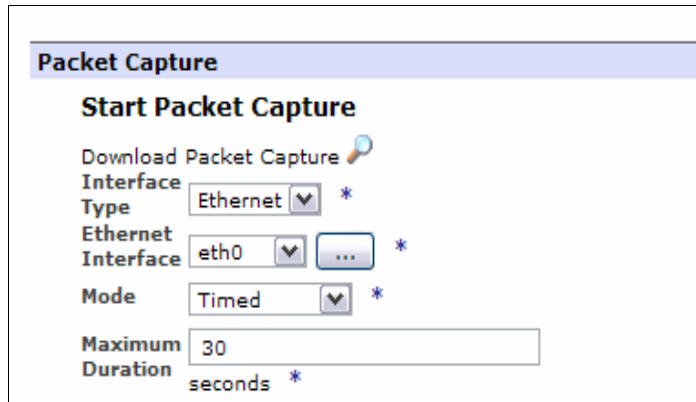 Packet Capture
Start Packet Capture
Download Packet Capture
Interface Type Ethernet *
Ethernet Interface eth0 ... *
Mode Timed *
Maximum Duration 30
seconds *